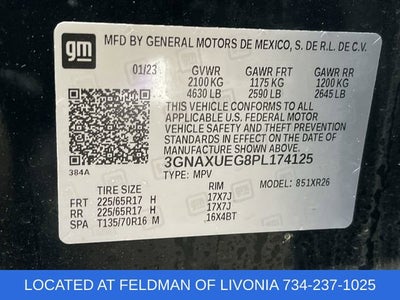 gm
MFD BY GENERAL MOTORS DE MEXICO, S. DE R.L. DE C.V.
01/23 GVWR GAWR FRT GAWR RR
2100 KG 1175 KG 1200 KG
4630 LB 2590 LB 2645 LB
THIS VEHICLE CONFORMS TO ALL
APPLICABLE U.S. FEDERAL MOTOR
VEHICLE SAFETY AND THEFT PREVENTION
STANDARDS IN EFFECT ON THE DATE OF
MANUFACTURE SHOWN ABOVE.
3GNAXUEG8PL174125
384A TYPE: MPV MODEL: 851XR26
TIRE SIZE RIM
FRT 225/65R17 H 17X7J
RR 225/65R17 H 17X7J
SPA T135/70R16 M .16X4BT
LOCATED AT FELDMAN OF LIVONIA 734-237-1025